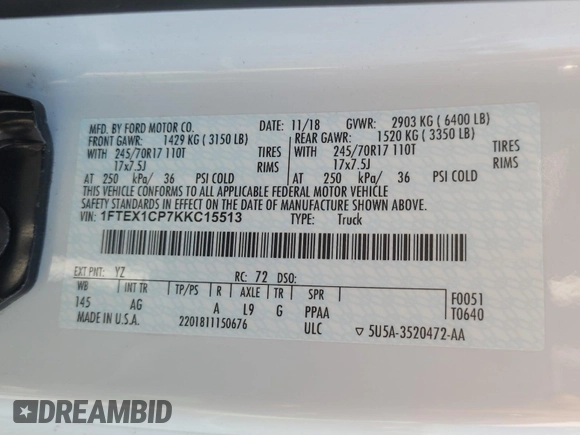 MFD. BY FORD MOTOR CO. DATE: 11/18 GVWR: 2903 KG ( 6400 LB)
FRONT GAWR: 1429 KG ( 3150 LB) REAR GAWR: 1520 KG ( 3350 LB)
WITH 245/70R17 110T TIRES WITH 245/70R17 110T TIRES
17x7.5J RIMS 17x7.5J RIMS
AT 250 kPa/ 36 PSI COLD AT 250 kPa/ 36 PSI COLD
THIS VEHICLE CONFORMS TO ALL APPLICABLE FEDERAL MOTOR VEHICLE
SAFETY STANDARDS IN EFFECT ON THE DATE OF MANUFACTURE SHOWN ABOVE.
VIN: 1FTEX1CP7KKC15513 TYPE: Truck
EXT PNT: YZ RC: 72 DSO:
WB INT TR TP/PS R AXLE TR SPR F0051
145 AG A L9 G PPAA T0640
MADE IN U.S.A. 2201811150676 ULC ▽ 5U5A-3520472-AA
DREAMBID